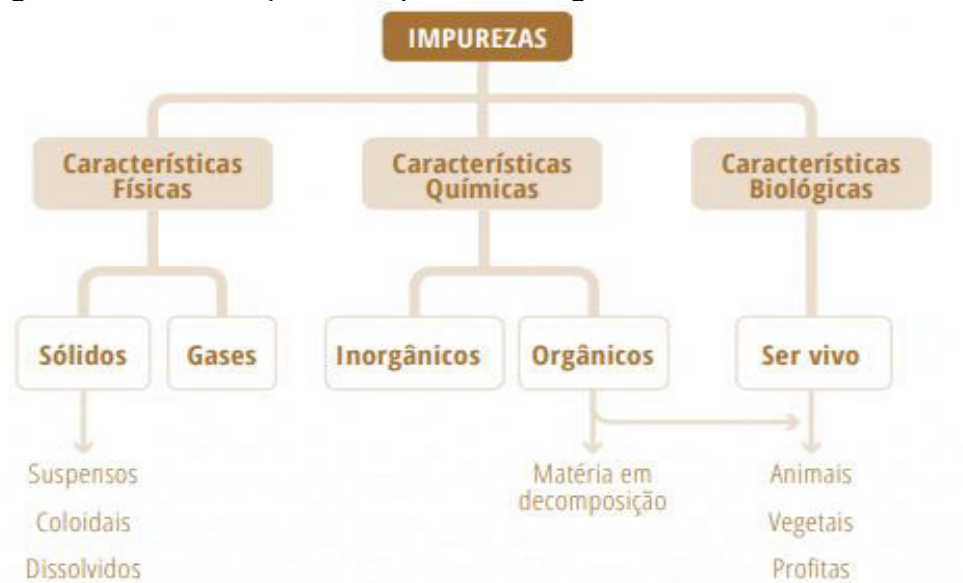 IMPUREZAS
Características
Físicas
Características
Químicas
Características
Biológicas
Sólidos
Gases
Inorgânicos
Orgânicos
Ser vivo
Suspensos
Coloidais
Dissolvidos
Matéria em
decomposição
Animais
Vegetais
Profitas